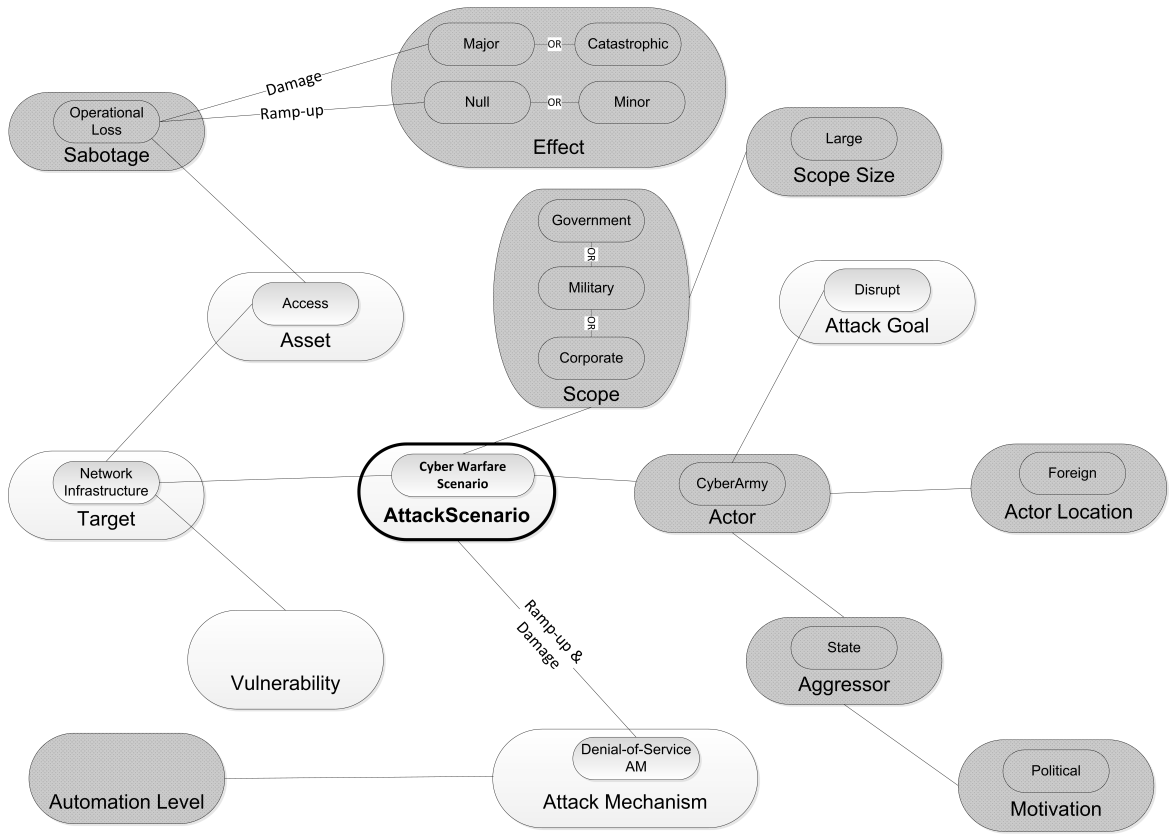 Major
OR
Catastrophic
Damage
Operational
Loss
Sabotage
Ramp-up
Null
OR
Minor
Effect
Large
Scope Size
Government
OR
Military
OR
Corporate
Scope
Access
Asset
Disrupt
Attack Goal
Network
Infrastructure
Target
Cyber Warfare
Scenario
AttackScenario
CyberArmy
Actor
Foreign
Actor Location
Ramp-up &
Damage
Vulnerability
State
Aggressor
Automation Level
Denial-of-Service
AM
Attack Mechanism
Political
Motivation